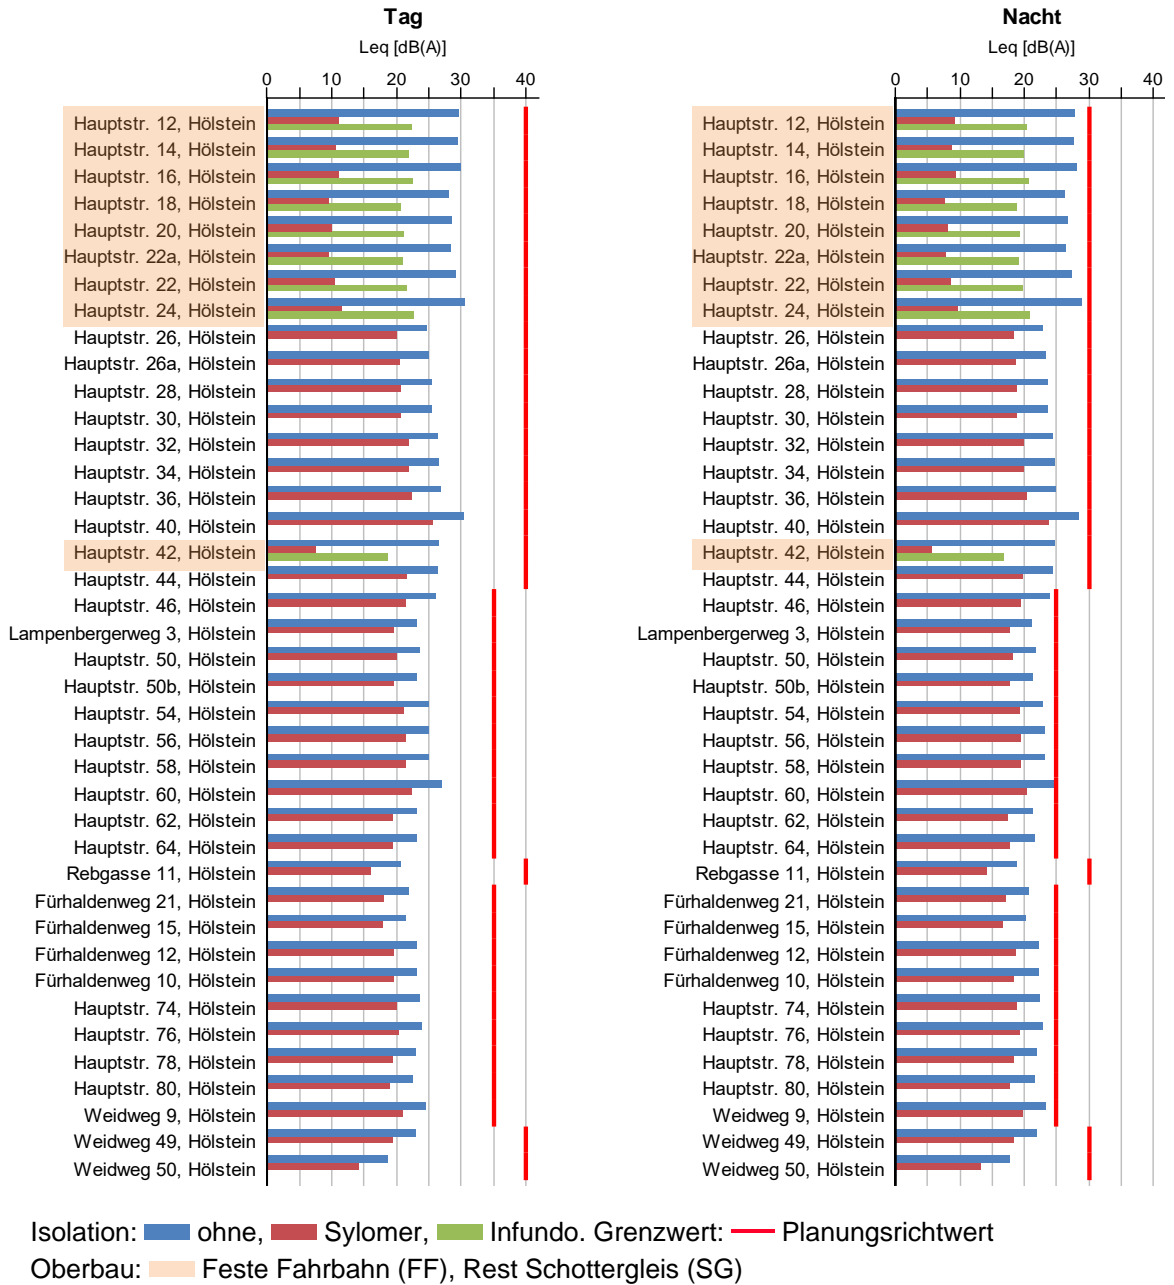 Tag
Leq [dB(A)]
0 10 20 30 40
Hauptstr. 12, Hölstein
Hauptstr. 14, Hölstein
Hauptstr. 16, Hölstein
Hauptstr. 18, Hölstein
Hauptstr. 20, Hölstein
Hauptstr. 22a, Hölstein
Hauptstr. 22, Hölstein
Hauptstr. 24, Hölstein
Hauptstr. 26, Hölstein
Hauptstr. 26a, Hölstein
Hauptstr. 28, Hölstein
Hauptstr. 30, Hölstein
Hauptstr. 32, Hölstein
Hauptstr. 34, Hölstein
Hauptstr. 36, Hölstein
Hauptstr. 40, Hölstein
Hauptstr. 42, Hölstein
Hauptstr. 44, Hölstein
Hauptstr. 46, Hölstein
Lampenbergerweg 3, Hölstein
Hauptstr. 50, Hölstein
Hauptstr. 50b, Hölstein
Hauptstr. 54, Hölstein
Hauptstr. 56, Hölstein
Hauptstr. 58, Hölstein
Hauptstr. 60, Hölstein
Hauptstr. 62, Hölstein
Hauptstr. 64, Hölstein
Rebgasse 11, Hölstein
Fürhaldenweg 21, Hölstein
Fürhaldenweg 15, Hölstein
Fürhaldenweg 12, Hölstein
Fürhaldenweg 10, Hölstein
Hauptstr. 74, Hölstein
Hauptstr. 76, Hölstein
Hauptstr. 78, Hölstein
Hauptstr. 80, Hölstein
Weidweg 9, Hölstein
Weidweg 49, Hölstein
Weidweg 50, Hölstein
Nacht
Leq [dB(A)]
0 10 20 30 40
Hauptstr. 12, Hölstein
Hauptstr. 14, Hölstein
Hauptstr. 16, Hölstein
Hauptstr. 18, Hölstein
Hauptstr. 20, Hölstein
Hauptstr. 22a, Hölstein
Hauptstr. 22, Hölstein
Hauptstr. 24, Hölstein
Hauptstr. 26, Hölstein
Hauptstr. 26a, Hölstein
Hauptstr. 28, Hölstein
Hauptstr. 30, Hölstein
Hauptstr. 32, Hölstein
Hauptstr. 34, Hölstein
Hauptstr. 36, Hölstein
Hauptstr. 40, Hölstein
Hauptstr. 42, Hölstein
Hauptstr. 44, Hölstein
Hauptstr. 46, Hölstein
Lampenbergerweg 3, Hölstein
Hauptstr. 50, Hölstein
Hauptstr. 50b, Hölstein
Hauptstr. 54, Hölstein
Hauptstr. 56, Hölstein
Hauptstr. 58, Hölstein
Hauptstr. 60, Hölstein
Hauptstr. 62, Hölstein
Hauptstr. 64, Hölstein
Rebgasse 11, Hölstein
Fürhaldenweg 21, Hölstein
Fürhaldenweg 15, Hölstein
Fürhaldenweg 12, Hölstein
Fürhaldenweg 10, Hölstein
Hauptstr. 74, Hölstein
Hauptstr. 76, Hölstein
Hauptstr. 78, Hölstein
Hauptstr. 80, Hölstein
Weidweg 9, Hölstein
Weidweg 49, Hölstein
Weidweg 50, Hölstein
Isolation: ohne, Sylomer, Infundo. Grenzwert: Planungsrichtwert
Oberbau: Feste Fahrbahn (FF), Rest Schottergleis (SG)